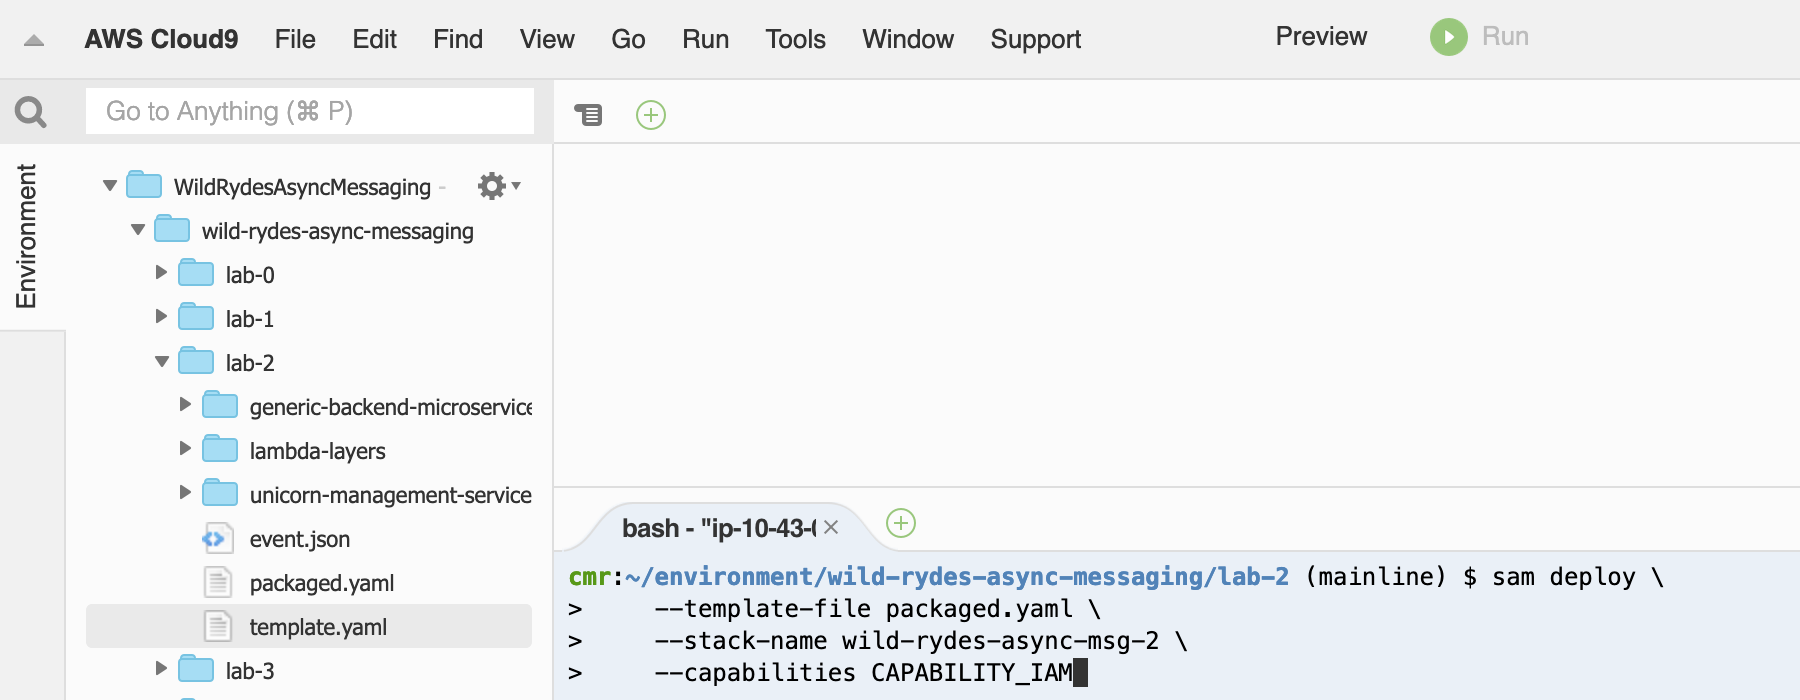 AWS Cloud9 File Edit Find View Go Run Tools Window Support Preview Run
Go to Anything (⌘ P)
Environment
WildRydesAsyncMessaging -
wild-rydes-async-messaging
lab-0
lab-1
lab-2
generic-backend-microservice
lambda-layers
unicorn-management-service
event.json
packaged.yaml
template.yaml
lab-3
bash - "ip-10-43-
cmr:~/environment/wild-rydes-async-messaging/lab-2 (mainline) $ sam deploy \
> --template-file packaged.yaml \
> --stack-name wild-rydes-async-msg-2 \
> --capabilities CAPABILITY_IAM